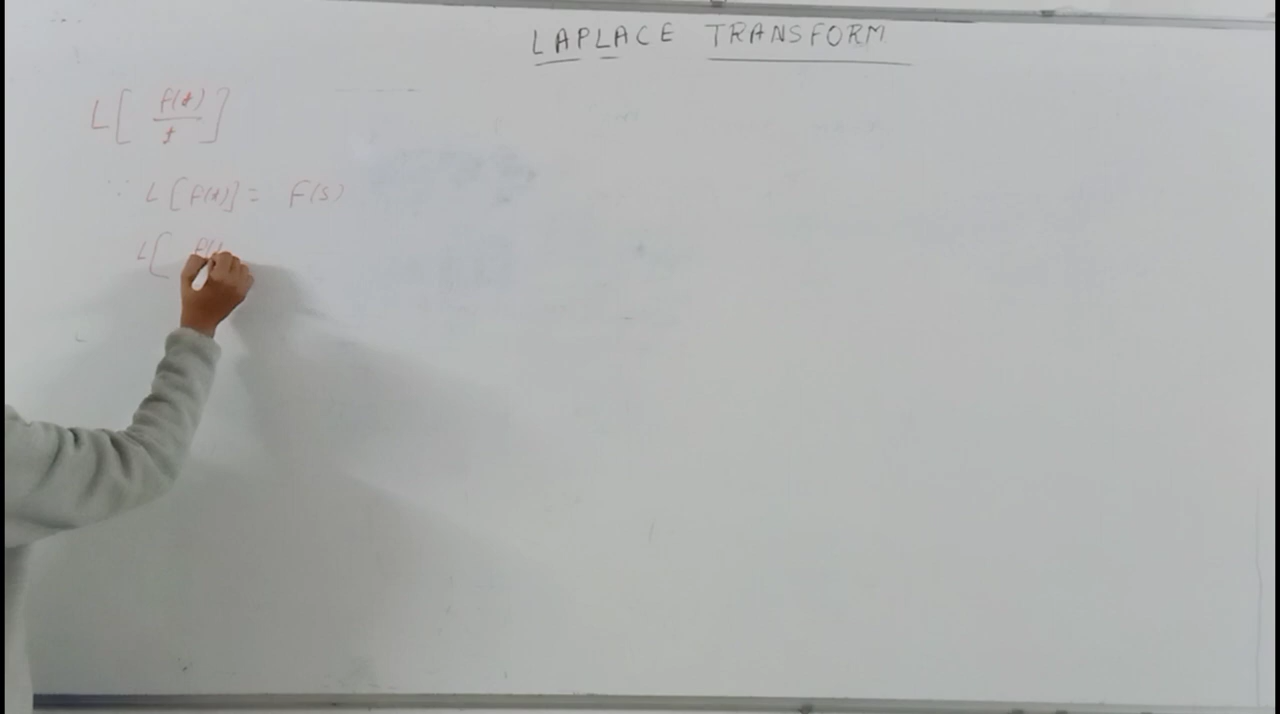 LAPLACE TRANSFORM
L[ f(t)/t ]
∵ L[f(t)] = F(s)
L[ f(t